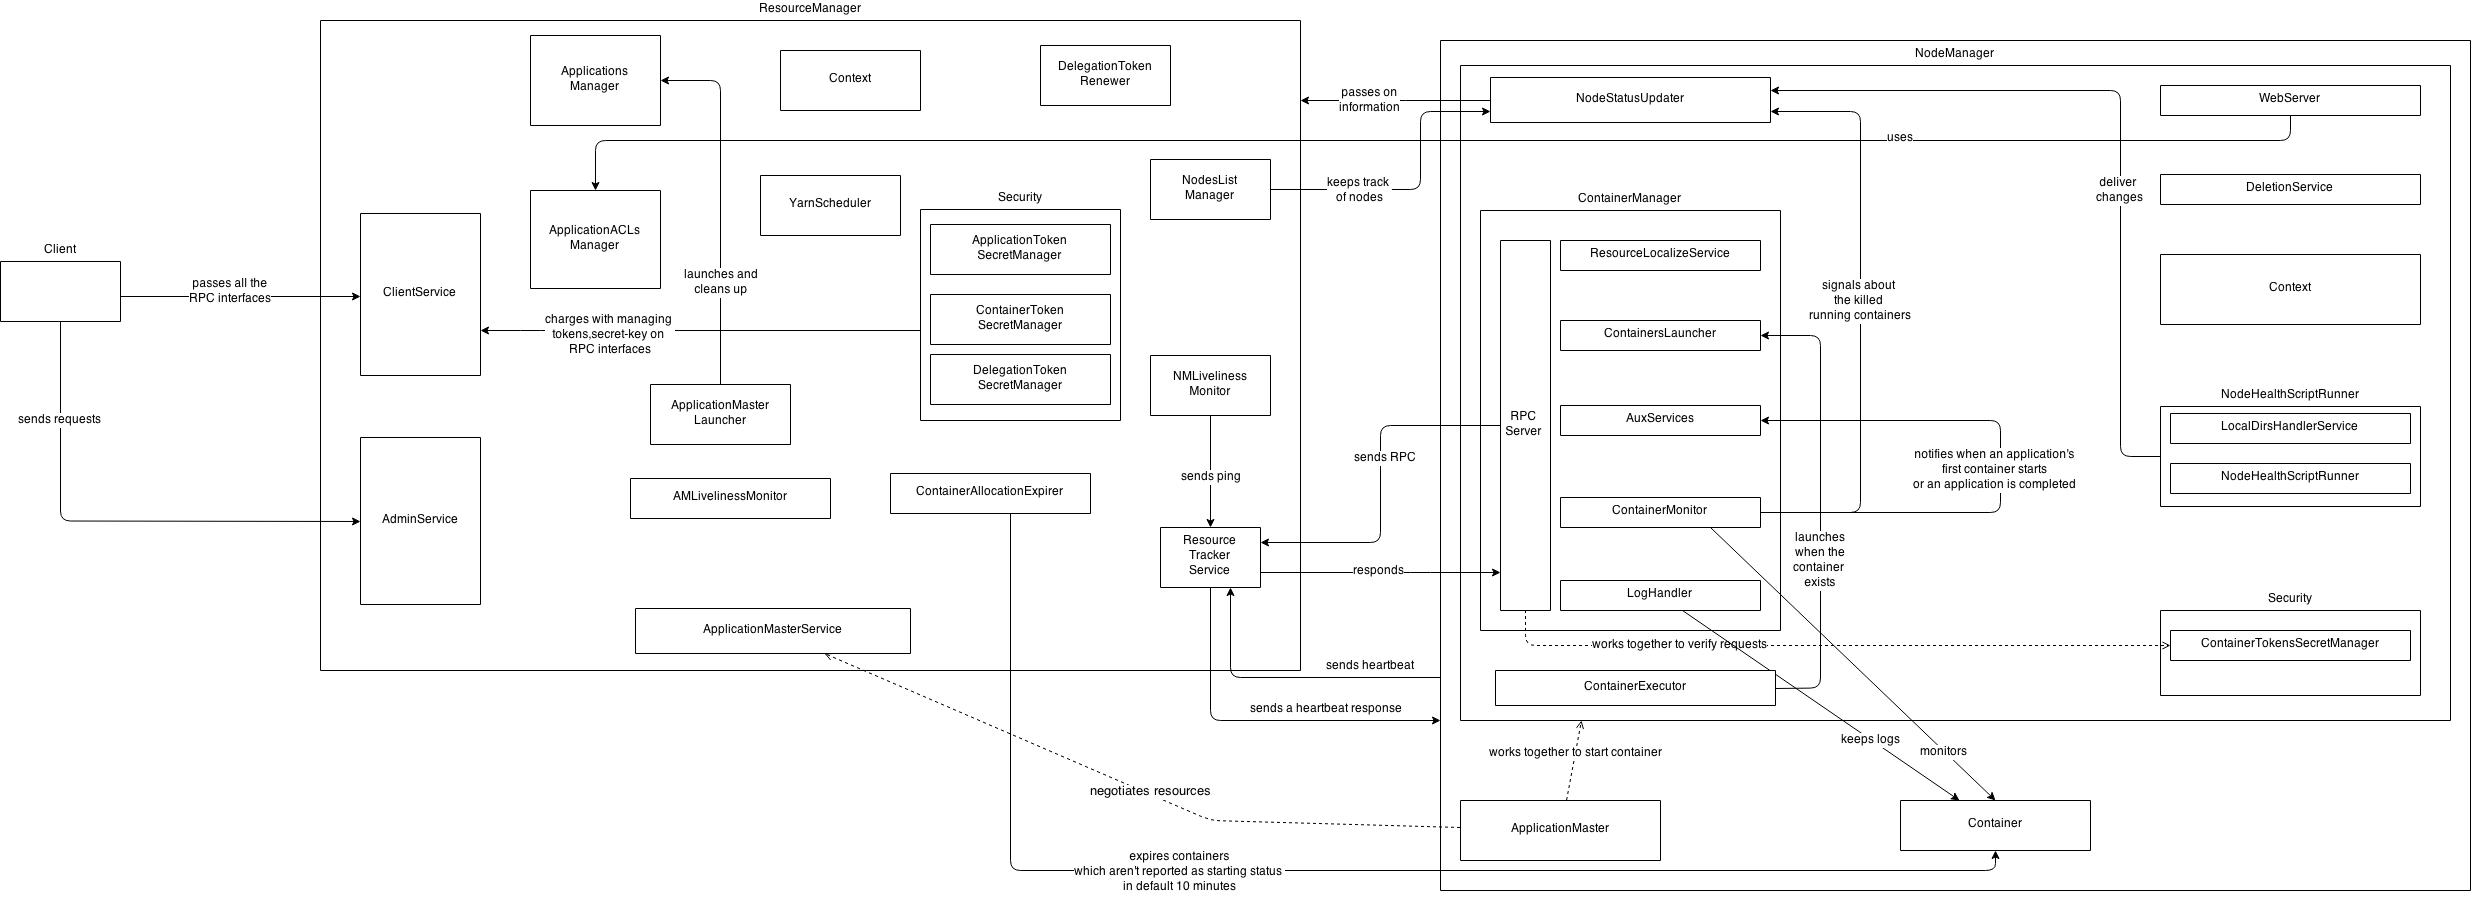 ResourceManager
Applications
Manager
Context
DelegationToken
Renewer
NodesList
Manager
YarnScheduler
ApplicationACLs
Manager
Security
ApplicationToken
SecretManager
ContainerToken
SecretManager
DelegationToken
SecretManager
Client
passes all the
RPC interfaces
ClientService
launches and
cleans up
charges with managing
tokens,secret-key on
RPC interfaces
NMLiveliness
Monitor
ApplicationMaster
Launcher
sends requests
AdminService
AMLivelinessMonitor
ContainerAllocationExpirer
sends ping
Resource
Tracker
Service
ApplicationMasterService
passes on
information
keeps track
of nodes
sends RPC
responds
sends heartbeat
sends a heartbeat response
negotiates resources
expires containers
which aren't reported as starting status
in default 10 minutes
NodeManager
NodeStatusUpdater
WebServer
uses
deliver
changes
DeletionService
ContainerManager
ResourceLocalizeService
signals about
the killed
running containers
Context
ContainersLauncher
RPC
Server
AuxServices
NodeHealthScriptRunner
LocalDirsHandlerService
NodeHealthScriptRunner
notifies when an application's
first container starts
or an application is completed
ContainerMonitor
launches
when the
container
exists
LogHandler
Security
ContainerTokensSecretManager
works together to verify requests
ContainerExecutor
works together to start container
keeps logs
monitors
ApplicationMaster
Container